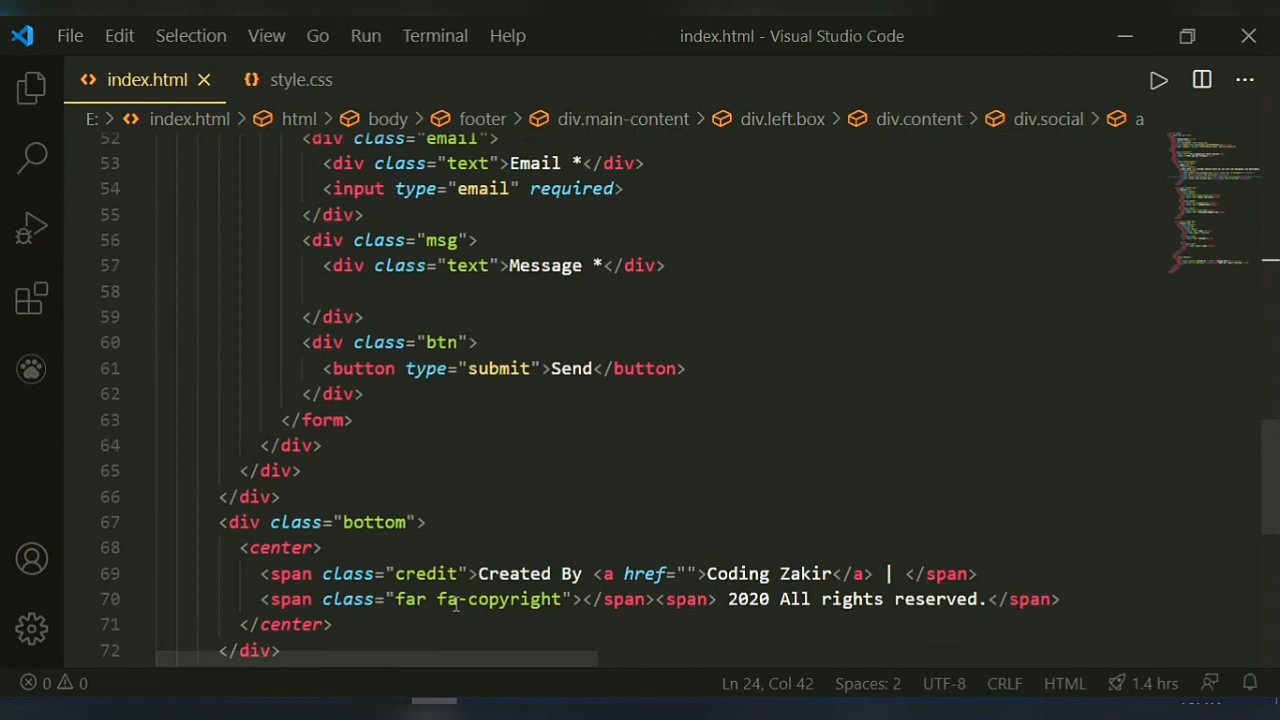 File Edit Selection View Go Run Terminal Help index.html - Visual Studio Code
index.html style.css
E: > index.html > html > body > footer > div.main-content > div.left.box > div.content > div.social > a
52 <div class="email">
53 <div class="text">Email *</div>
54 <input type="email" required>
55 </div>
56 <div class="msg">
57 <div class="text">Message *</div>
58
59 </div>
60 <div class="btn">
61 <button type="submit">Send</button>
62 </div>
63 </form>
64 </div>
65 </div>
66 </div>
67 <div class="bottom">
68 <center>
69 <span class="credit">Created By <a href="">Coding Zakir</a> | </span>
70 <span class="far fa-copyright"></span><span> 2020 All rights reserved.</span>
71 </center>
72 </div>
0 0 Ln 24, Col 42 Spaces: 2 UTF-8 CRLF HTML 1.4 hrs